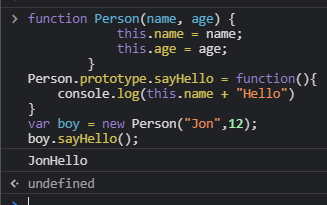 function Person(name, age) {
            this.name = name;
            this.age = age;
        }
Person.prototype.sayHello = function(){
    console.log(this.name + "Hello")
}
var boy = new Person("Jon",12);
boy.sayHello();
JonHello
undefined